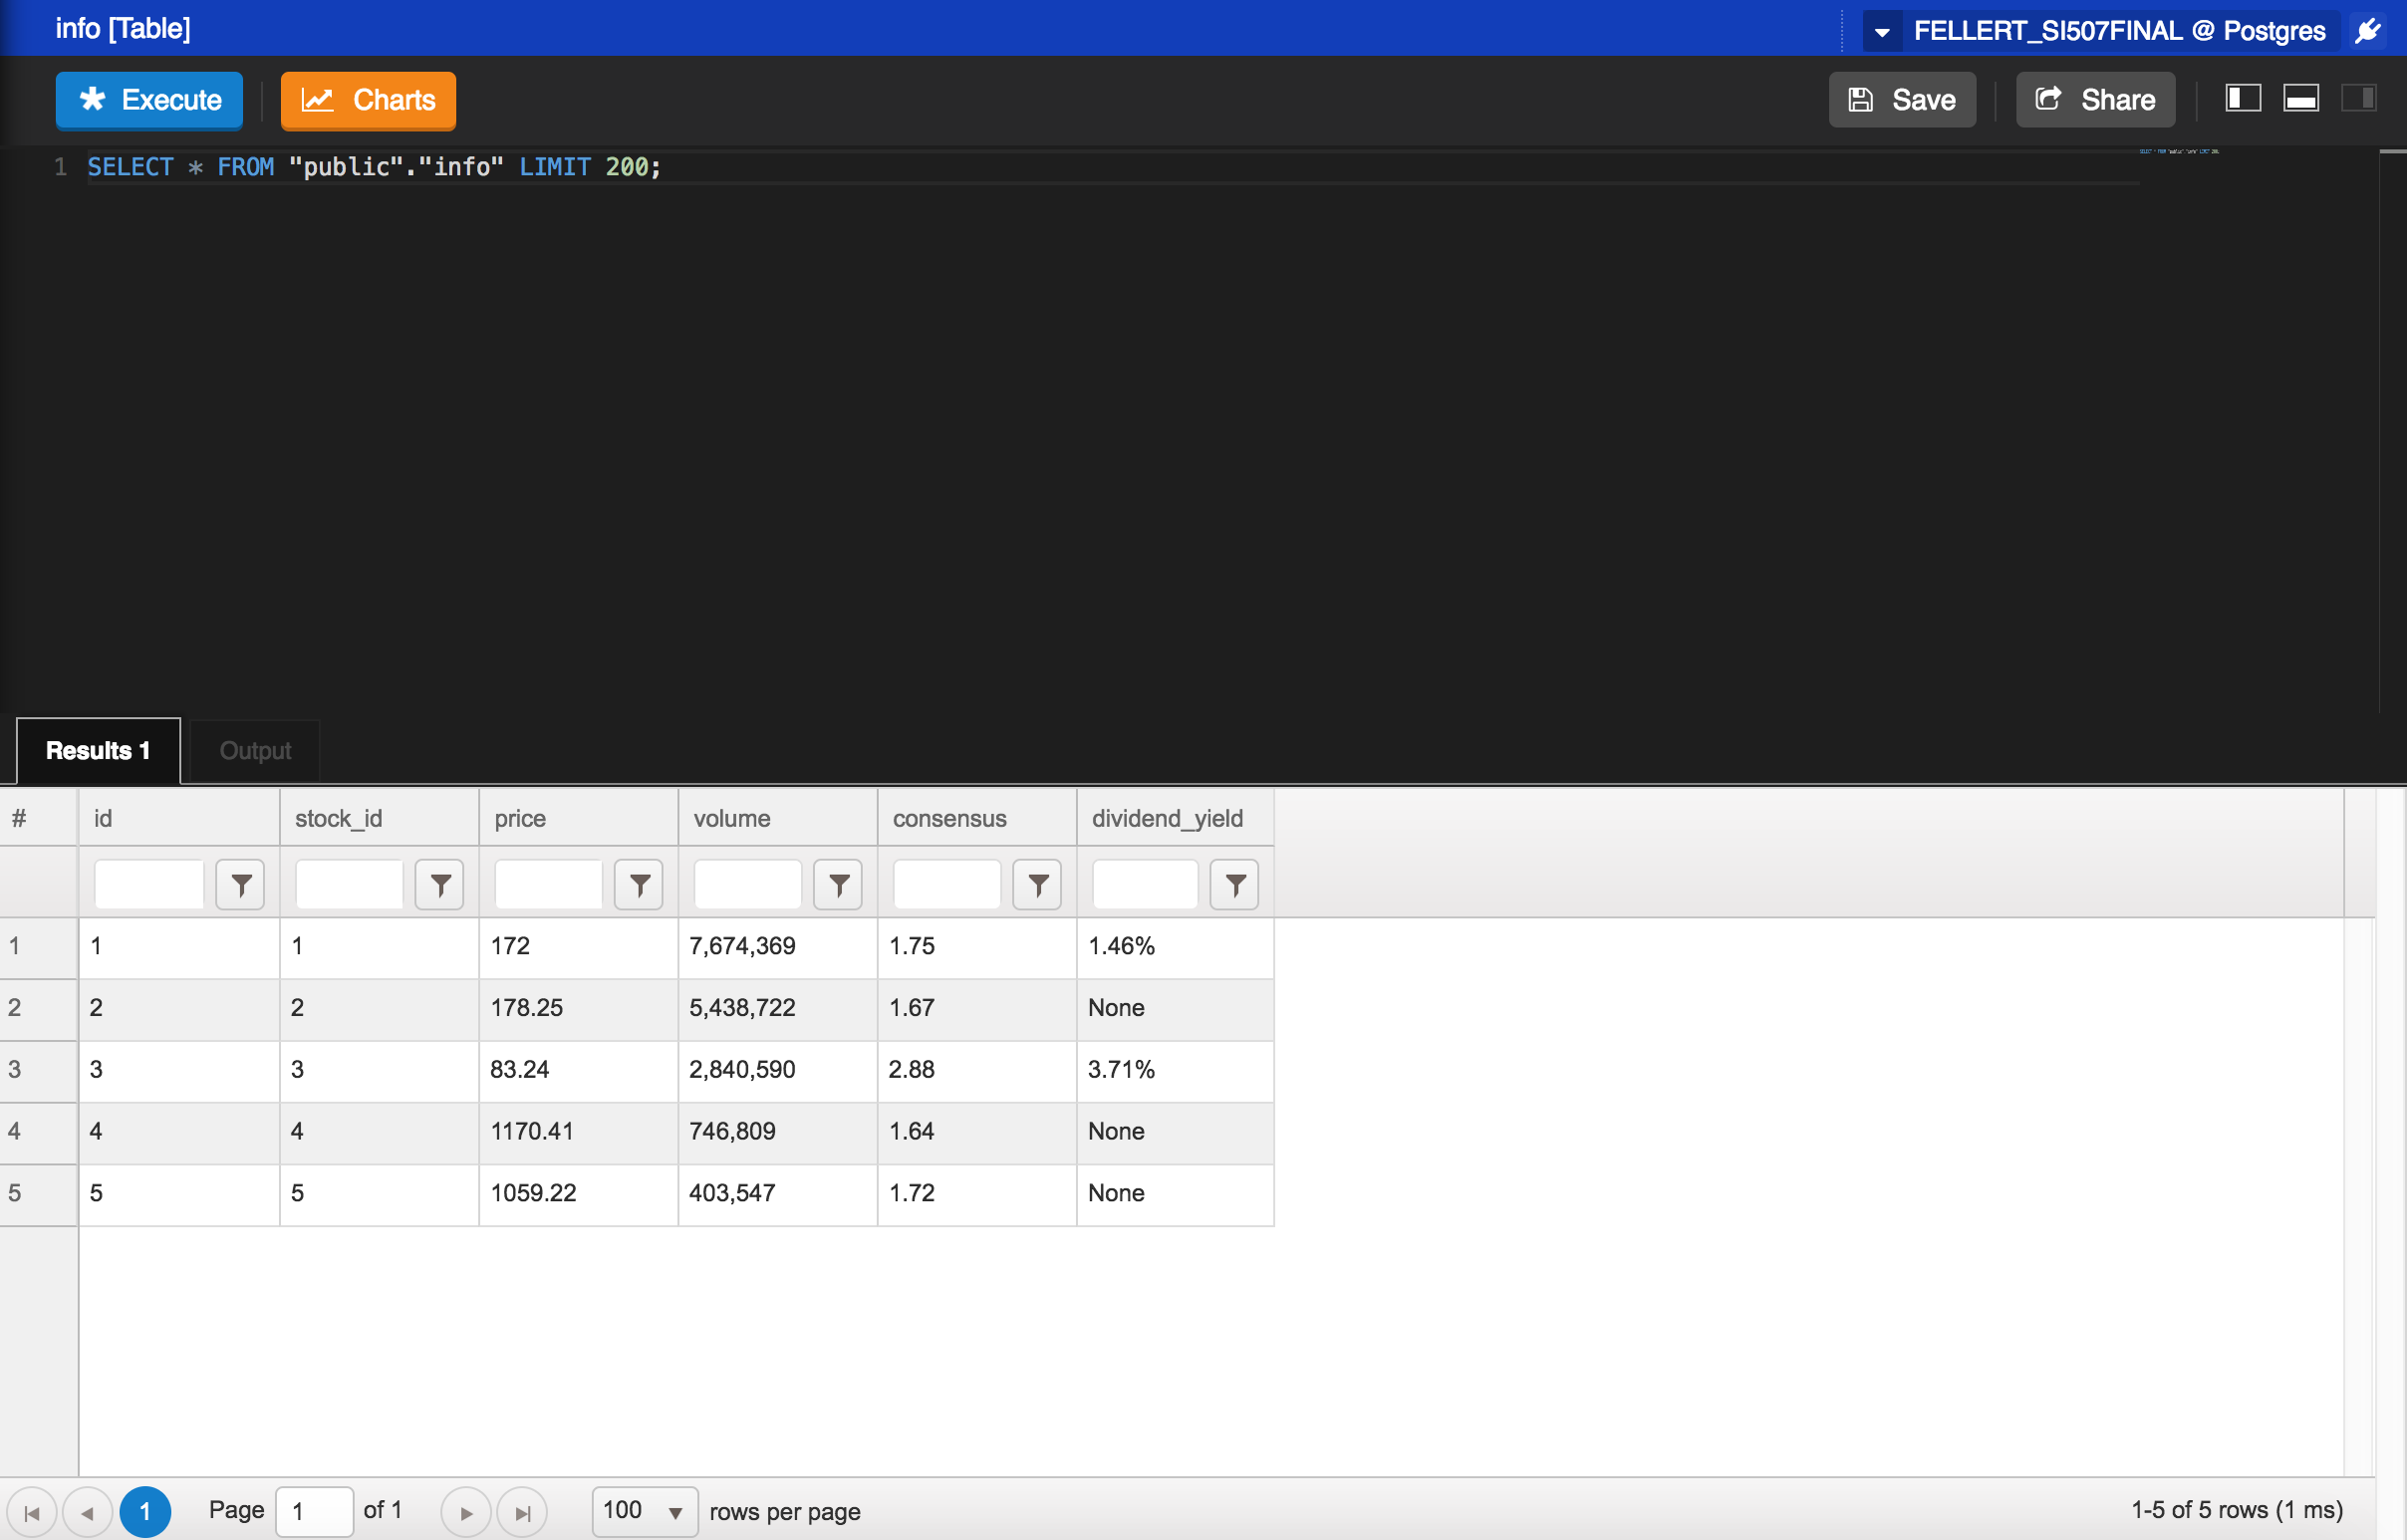 info [Table] FELLERT_SI507FINAL @ Postgres
Execute Charts Save Share
1 SELECT * FROM "public"."info" LIMIT 200;
Results 1 Output
# id stock_id price volume consensus dividend_yield
1 1 1 172 7,674,369 1.75 1.46%
2 2 2 178.25 5,438,722 1.67 None
3 3 3 83.24 2,840,590 2.88 3.71%
4 4 4 1170.41 746,809 1.64 None
5 5 5 1059.22 403,547 1.72 None
1 Page 1 of 1 100 rows per page 1-5 of 5 rows (1 ms)